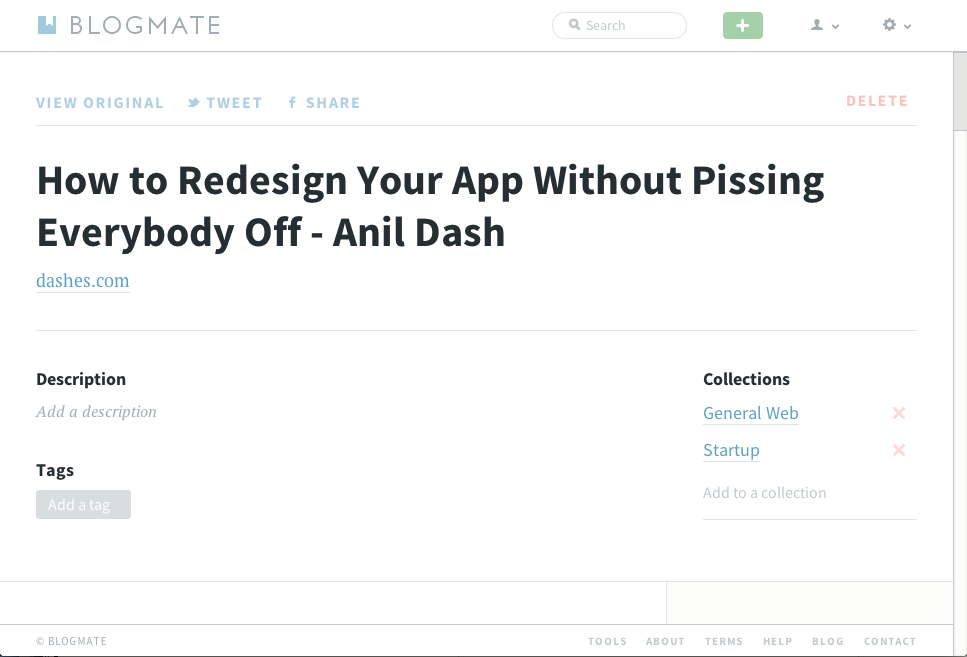 BLOGMATE
Search
VIEW ORIGINAL TWEET SHARE DELETE
How to Redesign Your App Without Pissing
Everybody Off - Anil Dash
dashes.com
Description
Add a description
Tags
Add a tag
Collections
General Web
Startup
Add to a collection
© BLOGMATE
TOOLS ABOUT TERMS HELP BLOG CONTACT